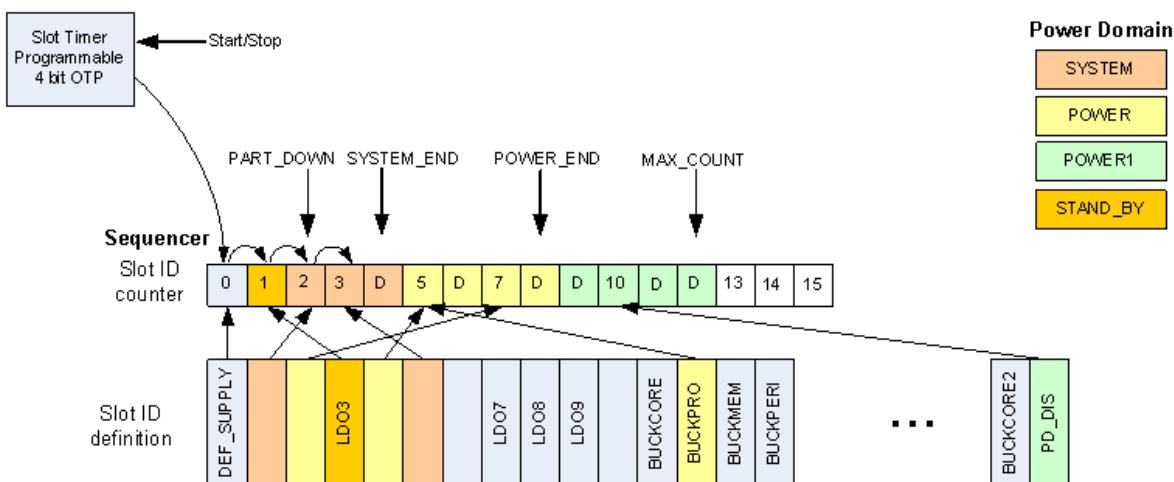 Slot Timer
Programmable
4 bit OTP
Start/Stop
Power Domain
SYSTEM
POWER
POWER1
STAND_BY
PART_DOWN SYSTEM_END POWER_END MAX_COUNT
Sequencer
Slot ID
counter
0 1 2 3 D 5 D 7 D D 10 D D 13 14 15
Slot ID
definition
DEF_SUPPLY
LDO3
LDO7
LDO8
LDO9
BUCKCORE
BUCKPRO
BUCKMEM
BUCKPERI
...
BUCKCORE2
PD_DIS